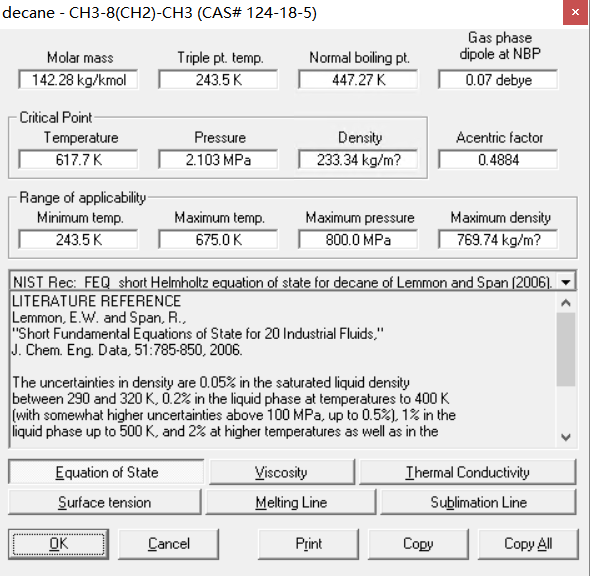 decane - CH3-8(CH2)-CH3 (CAS# 124-18-5)
×
Molar mass
Triple pt. temp.
Normal boiling pt.
Gas phase
dipole at NBP
142.28 kg/kmol
243.5 K
447.27 K
0.07 debye
Critical Point
Temperature
Pressure
Density
Acentric factor
617.7 K
2.103 MPa
233.34 kg/m?
0.4884
Range of applicability
Minimum temp.
Maximum temp.
Maximum pressure
Maximum density
243.5 K
675.0 K
800.0 MPa
769.74 kg/m?
NIST Rec: FEQ short Helmholtz equation of state for decane of Lemmon and Span (2006).
LITERATURE REFERENCE
Lemmon, E.W. and Span, R.,
"Short Fundamental Equations of State for 20 Industrial Fluids,"
J. Chem. Eng. Data, 51:785-850, 2006.
The uncertainties in density are 0.05% in the saturated liquid density
between 290 and 320 K, 0.2% in the liquid phase at temperatures to 400 K
(with somewhat higher uncertainties above 100 MPa, up to 0.5%), 1% in the
liquid phase up to 500 K, and 2% at higher temperatures as well as in the
Equation of State
Viscosity
Thermal Conductivity
Surface tension
Melting Line
Sublimation Line
OK
Cancel
Print
Copy
Copy All